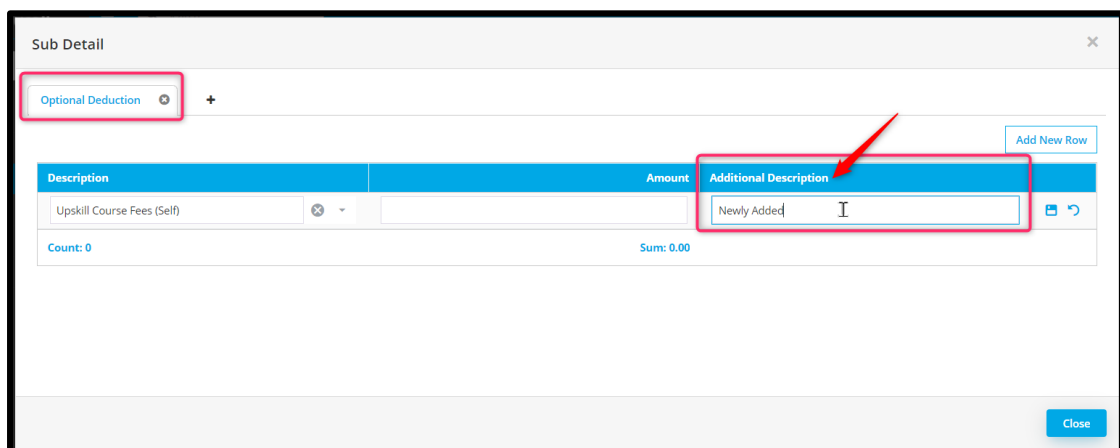 Sub Detail
Optional Deduction
Add New Row
Description Amount Additional Description
Upskill Course Fees (Self) Newly Added
Count: 0 Sum: 0.00
Close